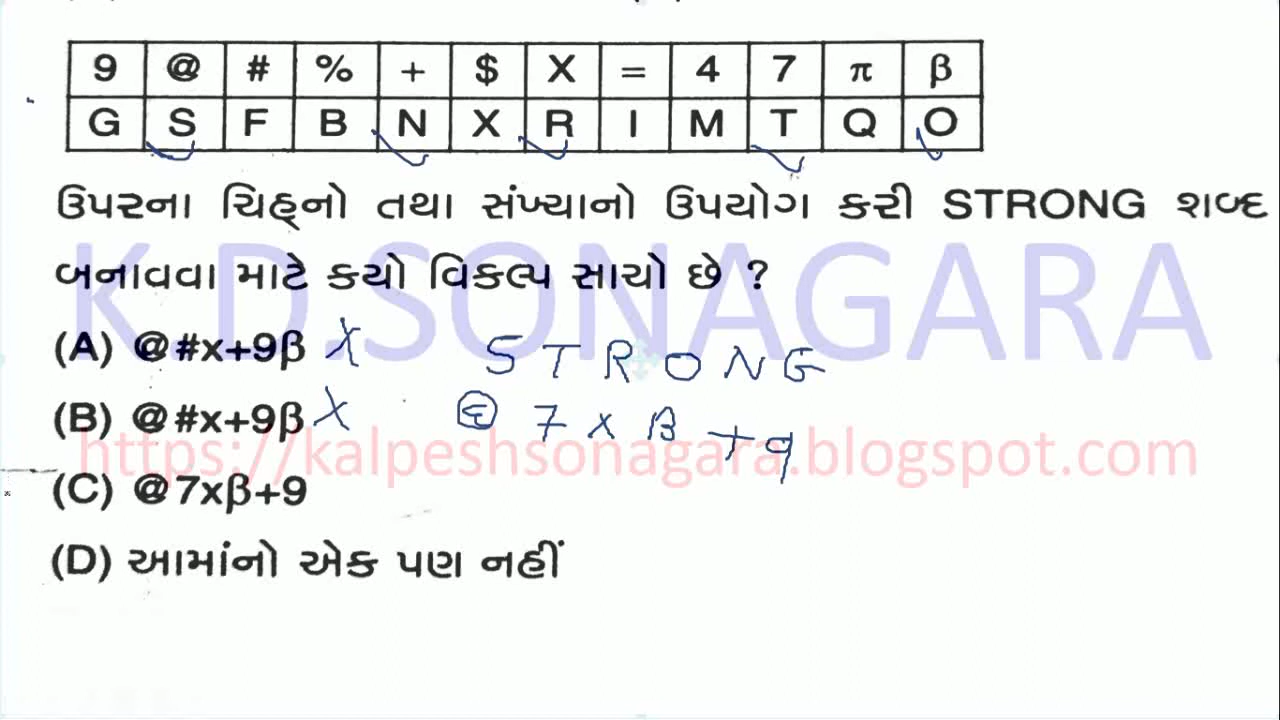 9 @ # % + $ X = 4 7 π β
G S F B N X R I M T Q O
ઉપરના ચિહ્નો તથા સંખ્યાનો ઉપયોગ કરી STRONG શબ્દ
બનાવવા માટે કયો વિકલ્પ સાચો છે ?
K.D.SONAGARA
(A) @#x+9β X
STRONG
(B) @#x+9β X
@ 7 x β + 9
https://kalpeshsonagara.blogspot.com
(C) @7xβ+9
(D) આમાંનો એક પણ નહીં